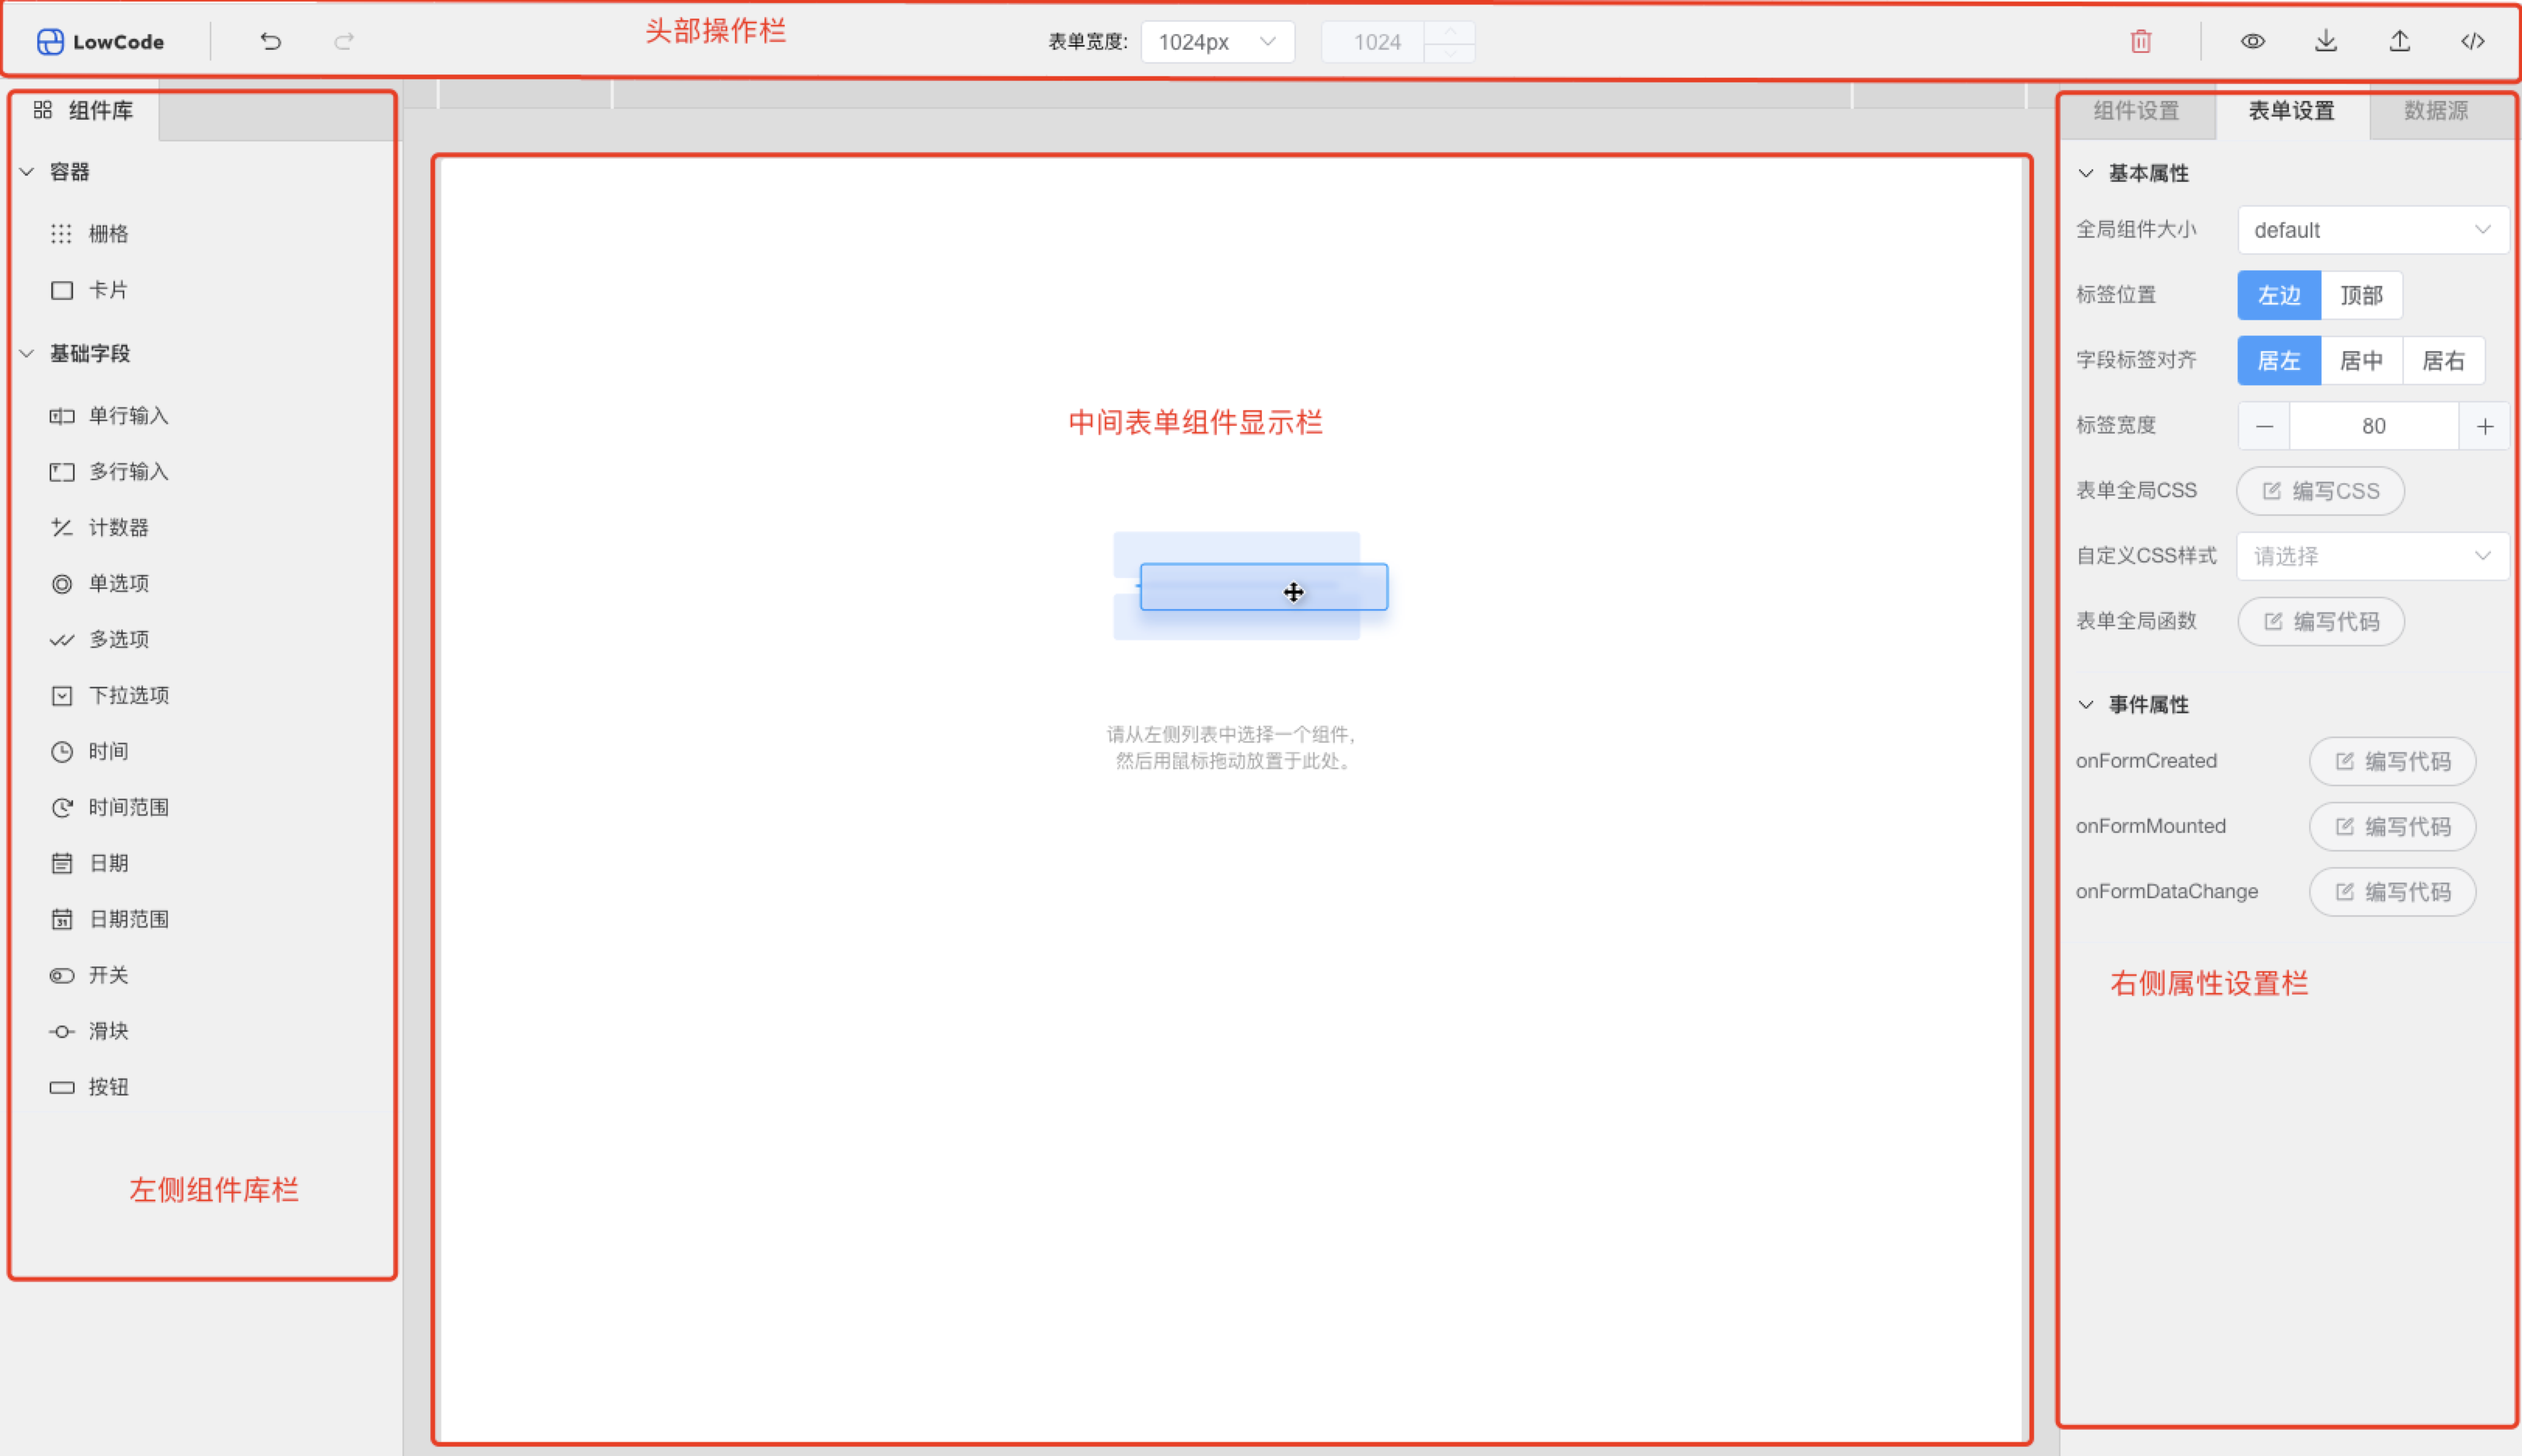 LowCode
头部操作栏
表单宽度: 1024px 1024
组件库
容器
栅格
卡片
基础字段
单行输入
多行输入
计数器
单选项
多选项
下拉选项
时间
时间范围
日期
日期范围
31
开关
滑块
按钮
左侧组件库栏
中间表单组件显示栏
请从左侧列表中选择一个组件,
然后用鼠标拖动放置于此处。
组件设置 表单设置 数据源
基本属性
全局组件大小 default
标签位置 左边 顶部
字段标签对齐 居左 居中 居右
标签宽度 80
表单全局CSS 编写CSS
自定义CSS样式 请选择
表单全局函数 编写代码
事件属性
onFormCreated 编写代码
onFormMounted 编写代码
onFormDataChange 编写代码
右侧属性设置栏